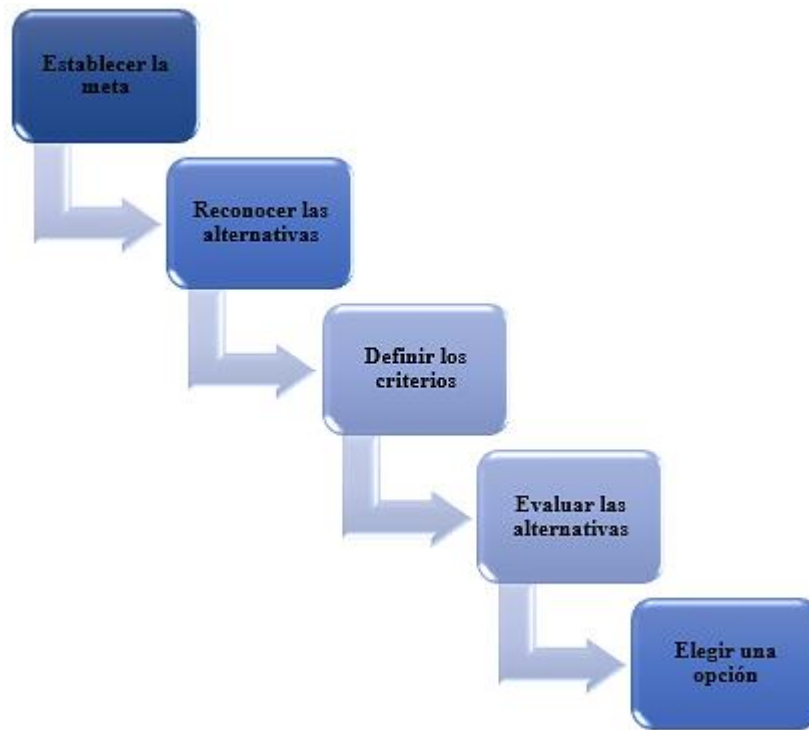 Establecer la
meta
Reconocer las
alternativas
Definir los
criterios
Evaluar las
alternativas
Elegir una
opción